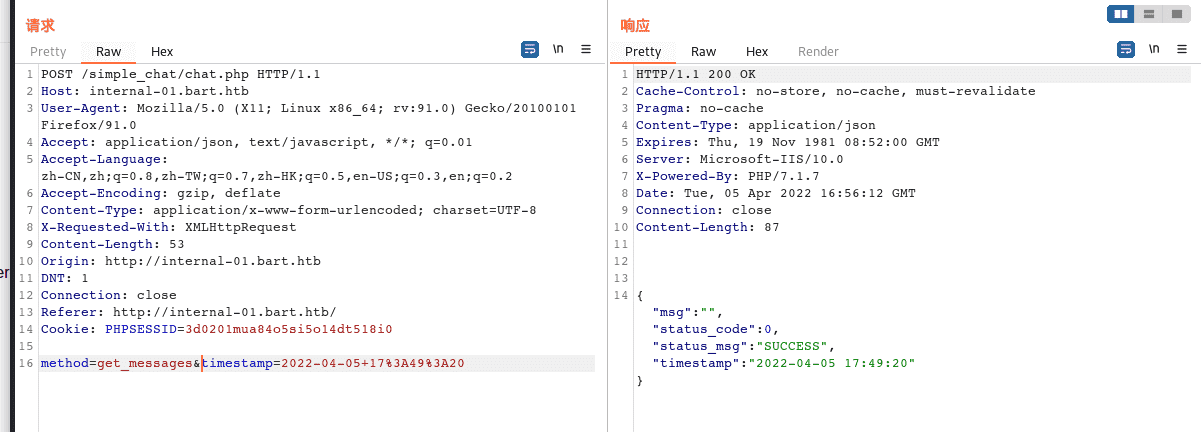 请求
Pretty Raw Hex \n
1 POST /simple_chat/chat.php HTTP/1.1
2 Host: internal-01.bart.htb
3 User-Agent: Mozilla/5.0 (X11; Linux x86_64; rv:91.0) Gecko/20100101
Firefox/91.0
4 Accept: application/json, text/javascript, */*; q=0.01
5 Accept-Language:
zh-CN,zh;q=0.8,zh-TW;q=0.7,zh-HK;q=0.5,en-US;q=0.3,en;q=0.2
6 Accept-Encoding: gzip, deflate
7 Content-Type: application/x-www-form-urlencoded; charset=UTF-8
8 X-Requested-With: XMLHttpRequest
9 Content-Length: 53
10 Origin: http://internal-01.bart.htb
11 DNT: 1
12 Connection: close
13 Referer: http://internal-01.bart.htb/
14 Cookie: PHPSESSID=3d0201mua84o5si5o14dt518i0
15
16 method=get_messages&timestamp=2022-04-05+17%3A49%3A20
er
响应
Pretty Raw Hex Render \n
1 HTTP/1.1 200 OK
2 Cache-Control: no-store, no-cache, must-revalidate
3 Pragma: no-cache
4 Content-Type: application/json
5 Expires: Thu, 19 Nov 1981 08:52:00 GMT
6 Server: Microsoft-IIS/10.0
7 X-Powered-By: PHP/7.1.7
8 Date: Tue, 05 Apr 2022 16:56:12 GMT
9 Connection: close
10 Content-Length: 87
11
12
13
14 {
"msg":"",
"status_code":0,
"status_msg":"SUCCESS",
"timestamp":"2022-04-05 17:49:20"
}